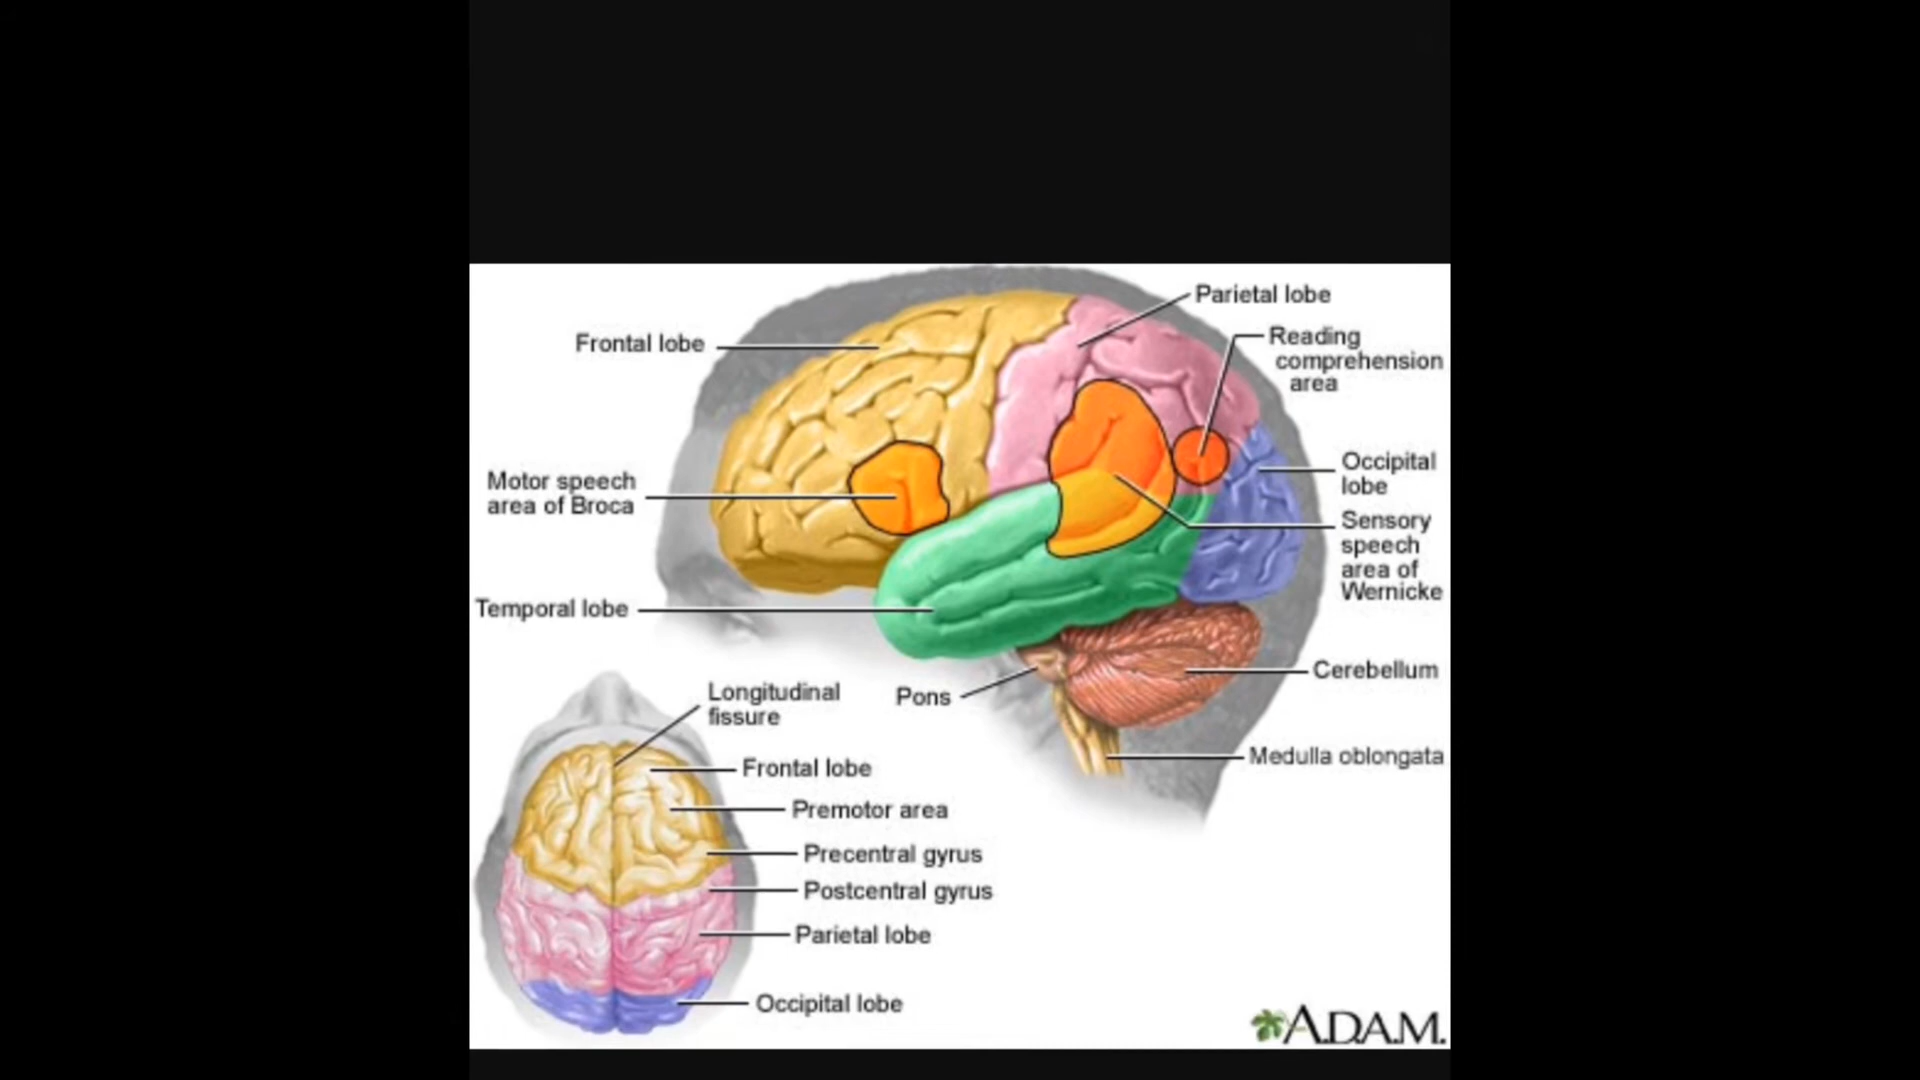 Parietal lobe
Frontal lobe
Reading
comprehension
area
Motor speech
area of Broca
Occipital
lobe
Sensory
speech
area of
Wernicke
Temporal lobe
Cerebellum
Pons
Medulla oblongata
Longitudinal
fissure
Frontal lobe
Premotor area
Precentral gyrus
Postcentral gyrus
Parietal lobe
Occipital lobe
A.D.A.M.